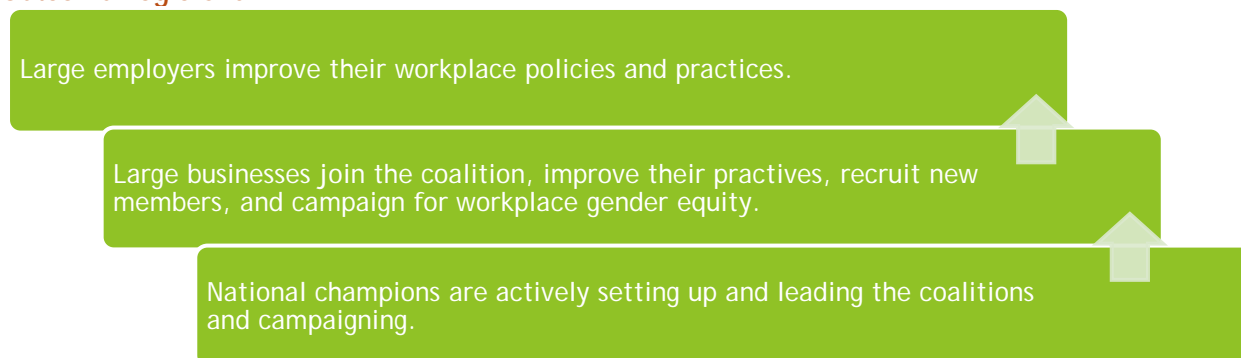 Large employers improve their workplace policies and practices.
Large businesses join the coalition, improve their practives, recruit new
members, and campaign for workplace gender equity.
National champions are actively setting up and leading the coalitions
and campaigning.